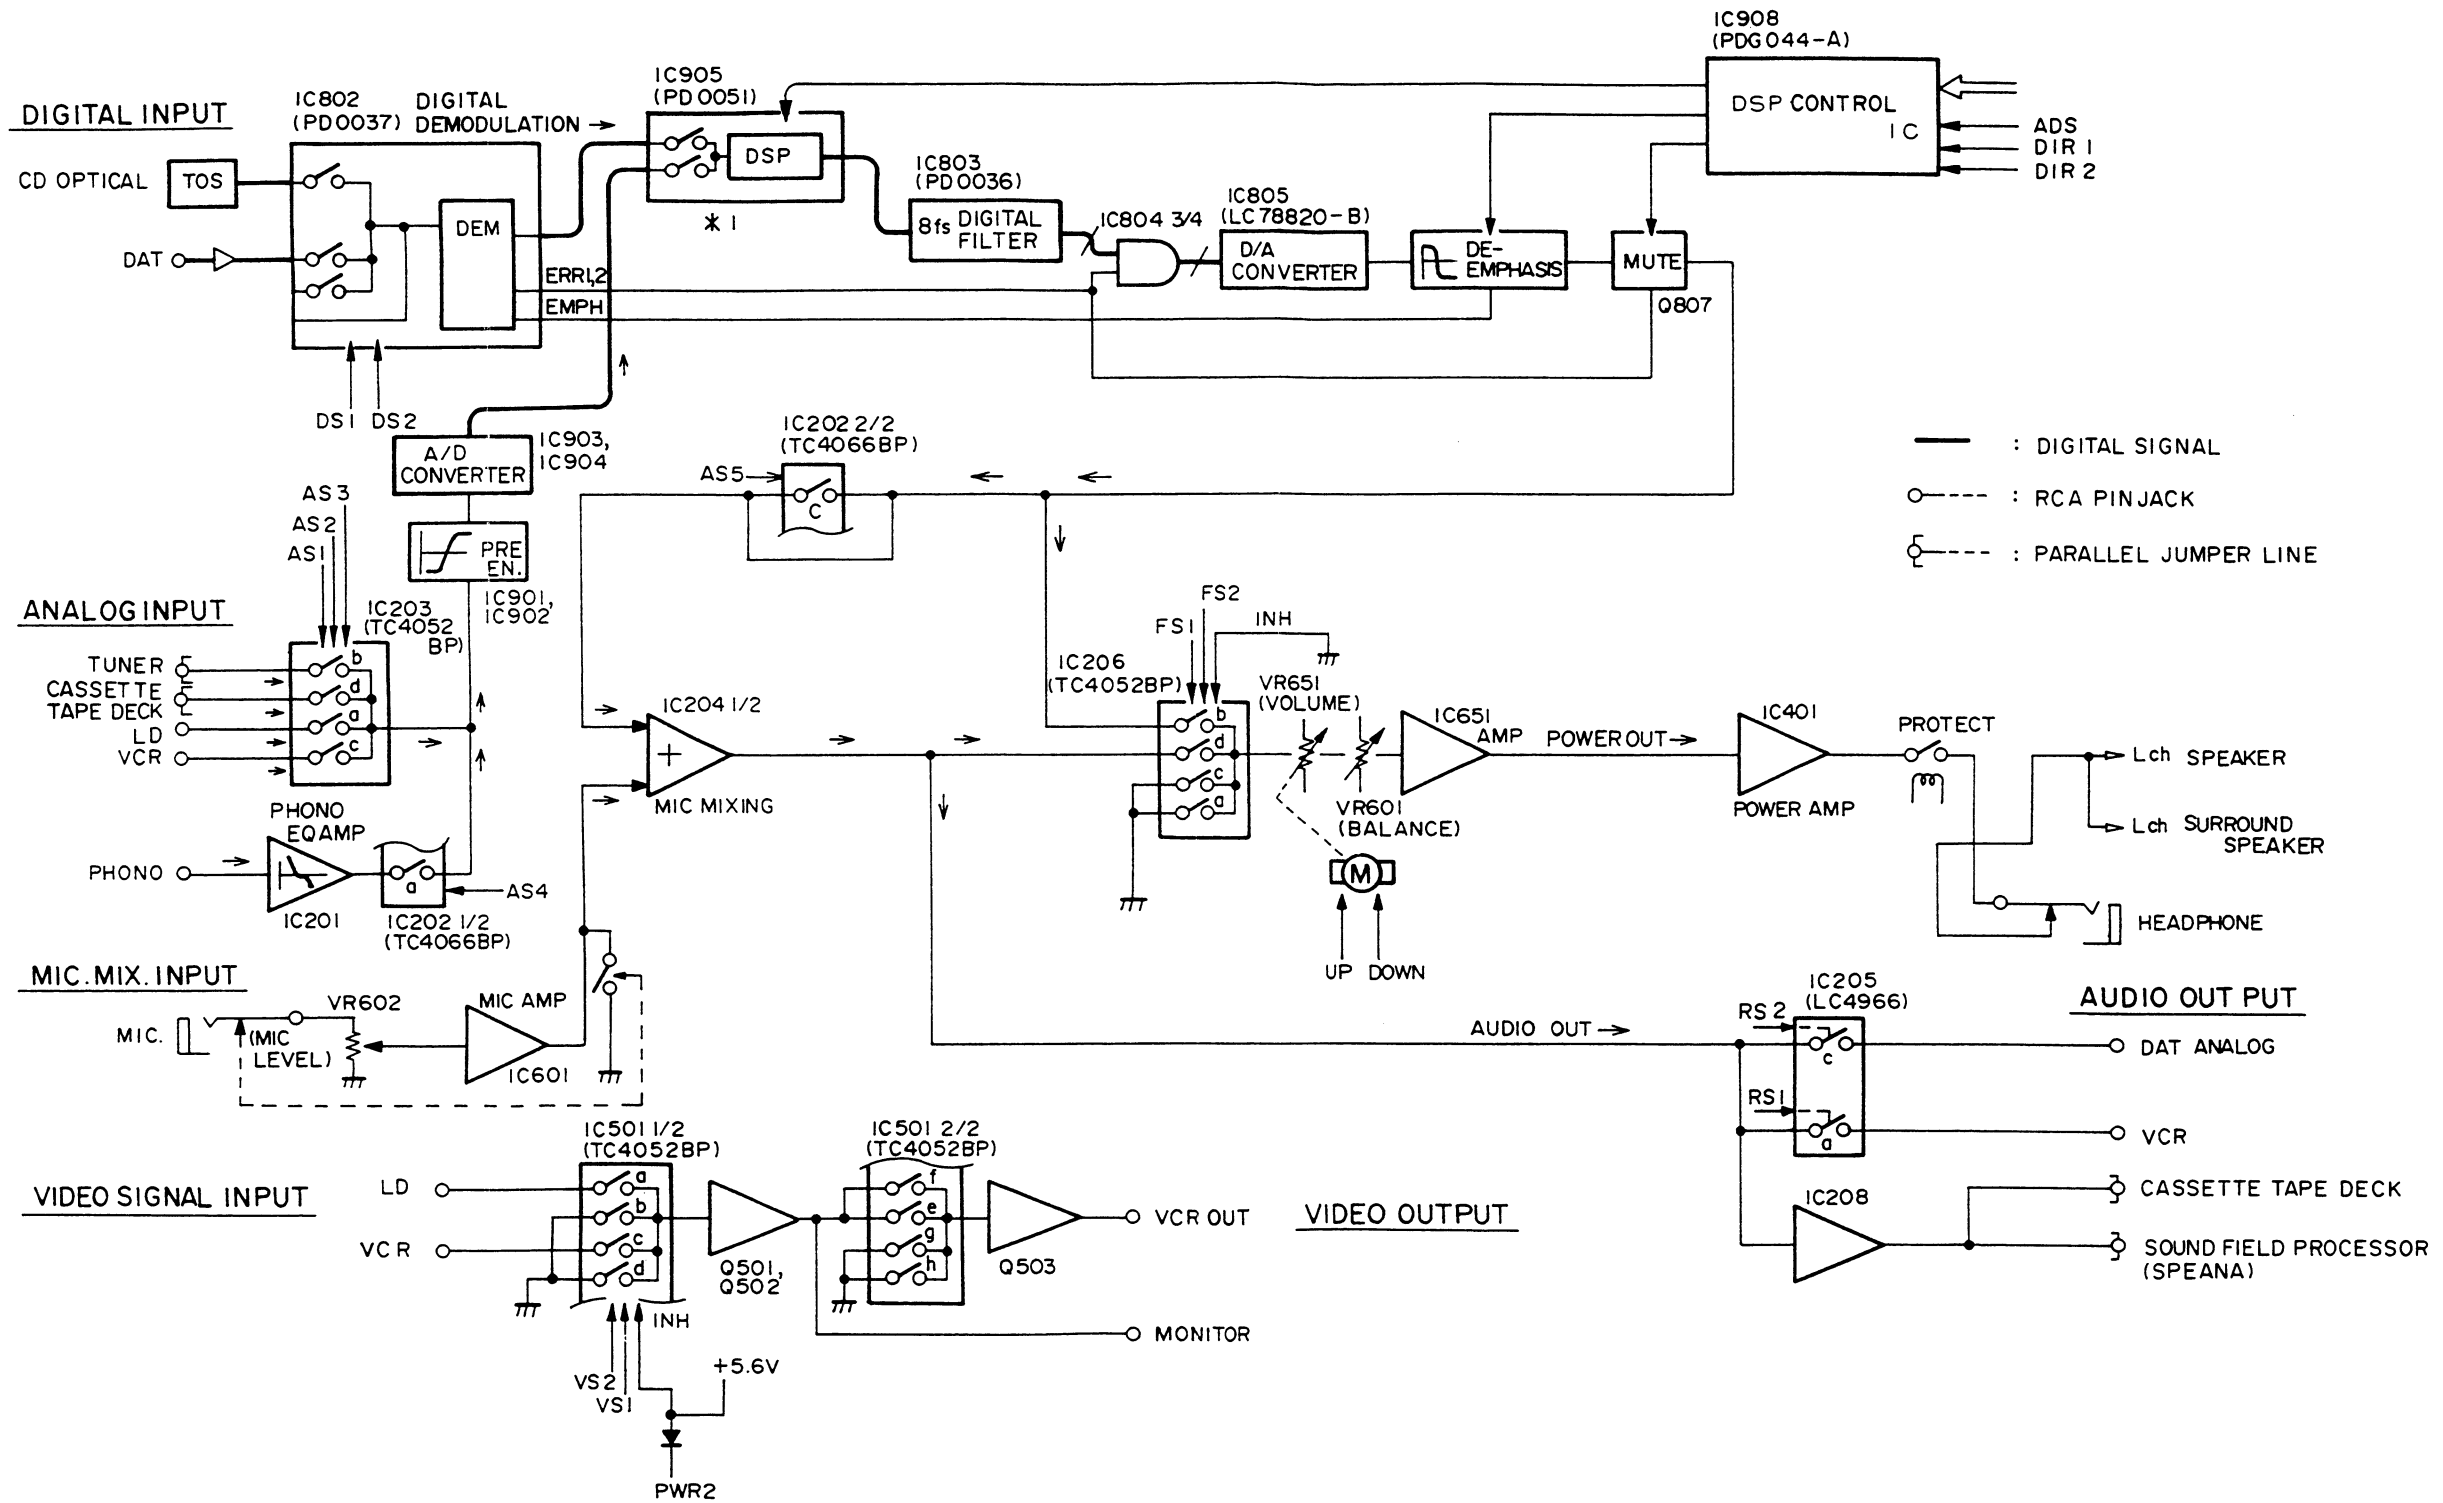 DIGITAL INPUT
IC802
(PD0037)
DIGITAL
DEMODULATION →
CD OPTICAL
TOS
DAT
DEM
ERR1,2
EMPH
DS1 DS2
IC905
(PD0051)
DSP
* 1
IC803
(PD0036)
8fs DIGITAL
FILTER
IC804 3/4
IC805
(LC78820-B)
D/A
CONVERTER
DE-
EMPHASIS
MUTE
Q807
IC908
(PDG044-A)
DSP CONTROL
IC
ADS
DIR 1
DIR 2
: DIGITAL SIGNAL
: RCA PIN JACK
: PARALLEL JUMPER LINE
A/D
CONVERTER
IC903,
IC904
PRE
EN.
IC901,
IC902
AS3
AS2
AS1
ANALOG INPUT
IC203
(TC4052
BP)
TUNER
CASSETTE
TAPE DECK
LD
VCR
b
d
a
c
PHONO
EQ AMP
PHONO
IC201
a
AS4
IC202 1/2
(TC4066BP)
IC202 2/2
(TC4066BP)
AS5
C
IC204 1/2
+
MIC MIXING
FS2
FS1
INH
IC206
(TC4052BP)
b
d
c
a
VR651
(VOLUME)
VR601
(BALANCE)
M
UP DOWN
IC651
AMP
POWER OUT →
IC401
POWER AMP
PROTECT
Lch SPEAKER
Lch SURROUND
SPEAKER
HEADPHONE
MIC. MIX. INPUT
MIC.
(MIC
LEVEL)
VR602
MIC AMP
IC601
AUDIO OUT →
IC205
(LC4966)
RS2
c
RS1
a
AUDIO OUT PUT
DAT ANALOG
VCR
IC208
CASSETTE TAPE DECK
SOUND FIELD PROCESSOR
(SPEANA)
VIDEO SIGNAL INPUT
LD
VCR
IC501 1/2
(TC4052BP)
a
b
c
d
INH
VS2
VS1
+5.6V
PWR2
Q501,
Q502
IC501 2/2
(TC4052BP)
f
e
g
h
Q503
VCR OUT
MONITOR
VIDEO OUTPUT